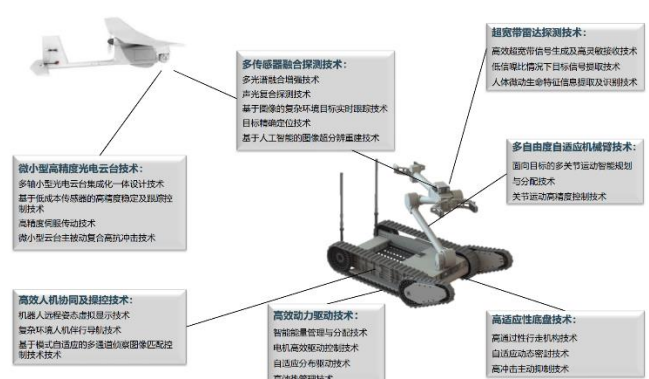 超宽带雷达探测技术：
高效超宽带信号生成及高灵敏接收技术
低信噪比情况下目标信号提取技术
人体微动生命特征信息提取及识别技术
多传感器融合探测技术：
多光谱融合增强技术
声光复合探测技术
基于图像的复杂环境目标实时跟踪技术
目标精确定位技术
基于人工智能的图像超分辨重建技术
多自由度自适应机械臂技术：
面向目标的多关节运动智能规划
与分配技术
关节运动高精度控制技术
微小型高精度光电云台技术：
多轴小型光电云台集成化一体设计技术
基于低成本传感器的高精度稳定及跟踪控
制技术
高精度伺服传动技术
微小型云台主被动复合高抗冲击技术
高效人机协同及操控技术：
机器人远程姿态虚拟显示技术
复杂环境人机伴行导航技术
基于模式自适应的多通道侦察图像匹配控
制技术技术
高效动力驱动技术：
智能能量管理与分配技术
电机高效驱动控制技术
自适应分布驱动技术
高适应性底盘技术：
高通过性行走机构技术
自适应动态密封技术
高冲击主动抑制技术